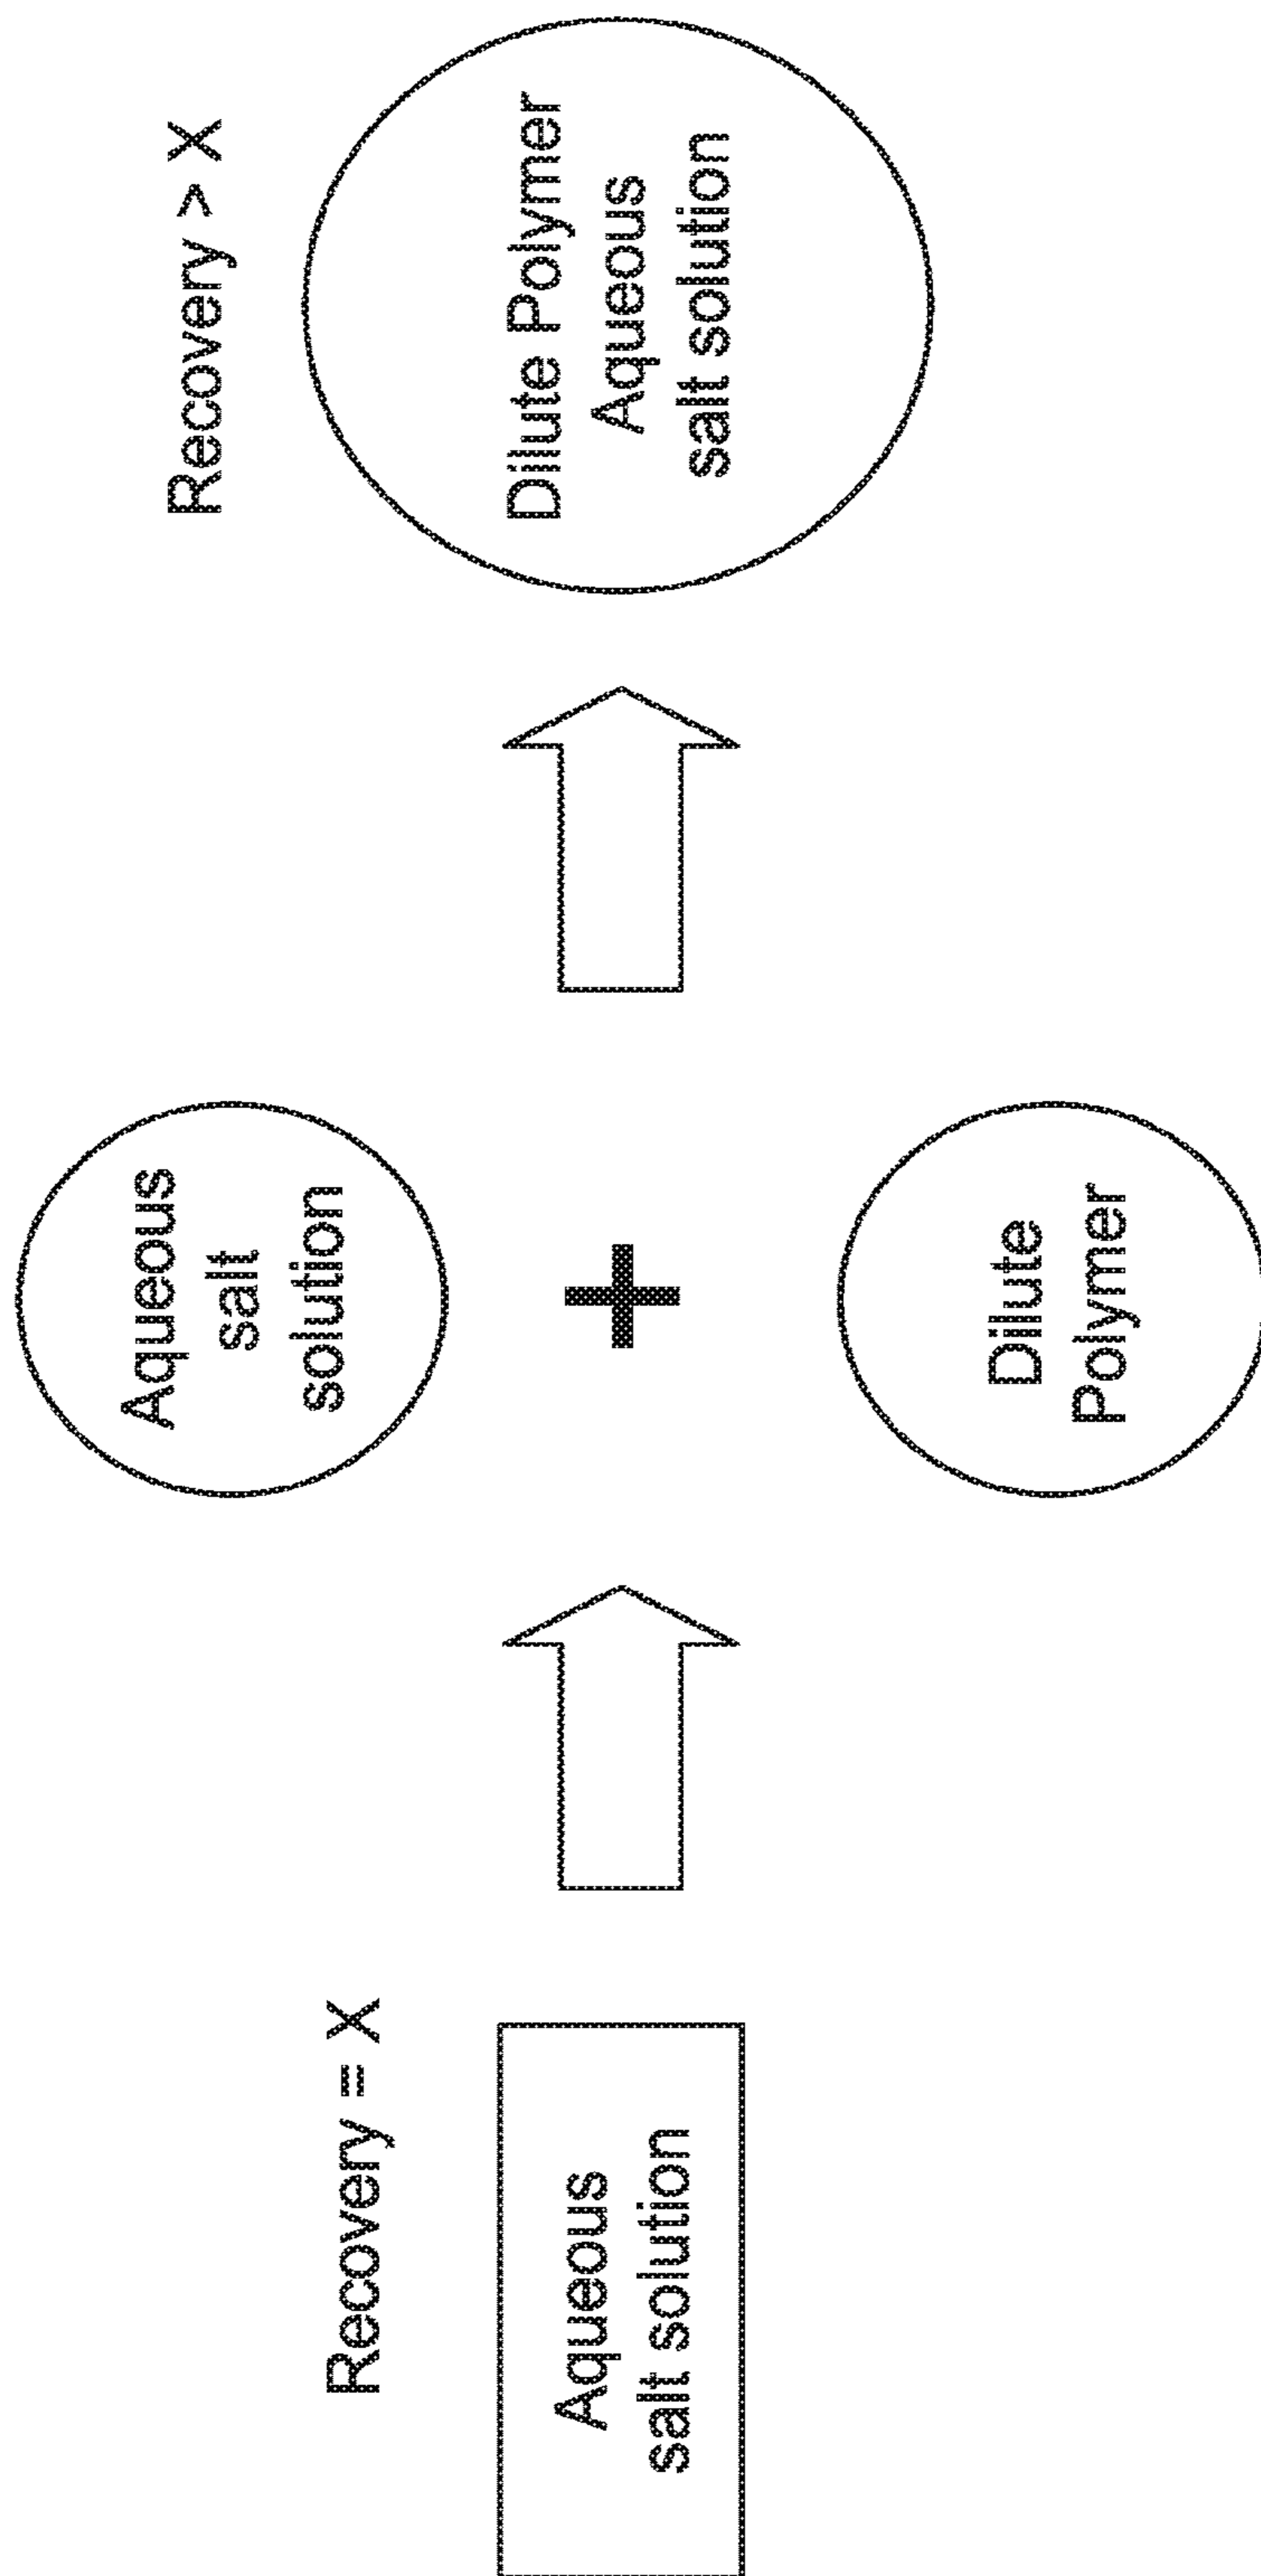 Recovery = X
Aqueous
salt solution
Aqueous
salt
solution
+
Dilute
Polymer
Recovery > X
Dilute Polymer
Aqueous
salt solution